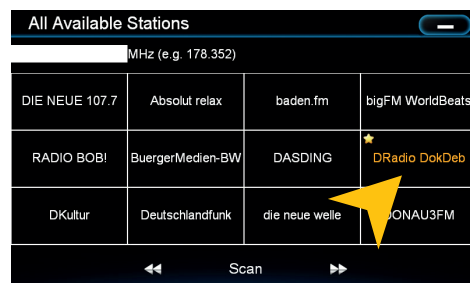 All Available Stations
MHz (e.g. 178.352)
DIE NEUE 107.7
Absolut relax
baden.fm
bigFM WorldBeats
RADIO BOB!
BuergerMedien-BW
DASDING
DRadio DokDeb
DKultur
Deutschlandfunk
die neue welle
DONAU3FM
Scan